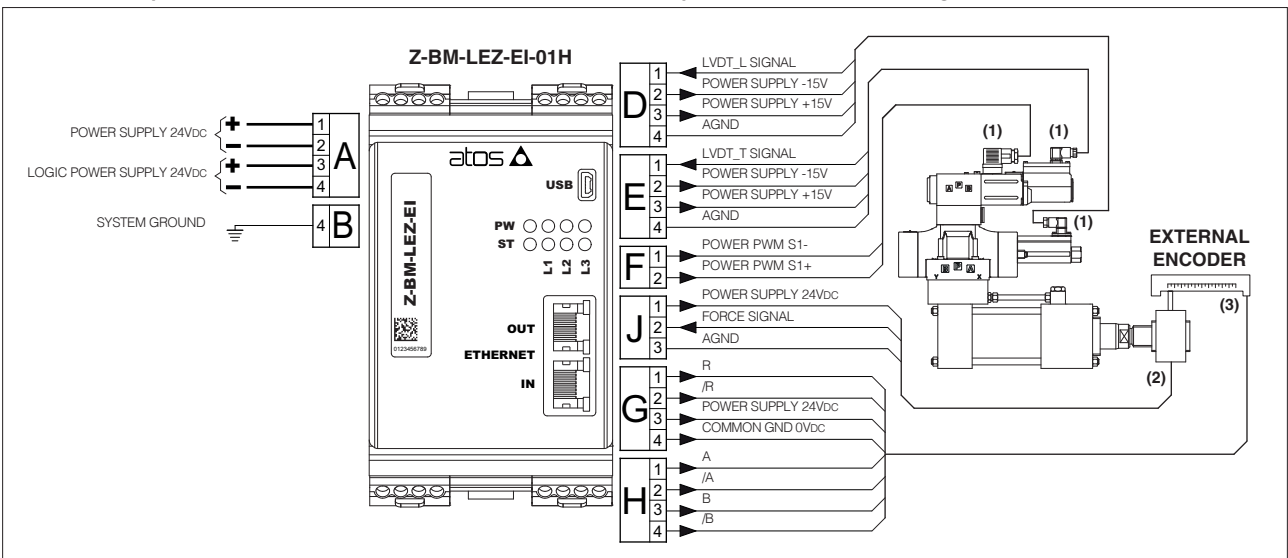 Z-BM-LEZ-EI-01H
POWER SUPPLY 24VDC
+
-
LOGIC POWER SUPPLY 24VDC
+
-
1
2
3
4
A
SYSTEM GROUND
4
B
atos
USB
PW
ST
L1
L2
L3
Z-BM-LEZ-EI
0123456789
OUT
ETHERNET
IN
D
1
LVDT_L SIGNAL
2
POWER SUPPLY -15V
3
POWER SUPPLY +15V
4
AGND
E
1
LVDT_T SIGNAL
2
POWER SUPPLY -15V
3
POWER SUPPLY +15V
4
AGND
F
1
POWER PWM S1-
2
POWER PWM S1+
J
1
POWER SUPPLY 24VDC
2
FORCE SIGNAL
3
AGND
G
1
R
2
/R
3
POWER SUPPLY 24VDC
4
COMMON GND 0VDC
H
1
A
2
/A
3
B
4
/B
(1)
(1)
A P B
(1)
Y B P A X
EXTERNAL
ENCODER
(3)
(2)